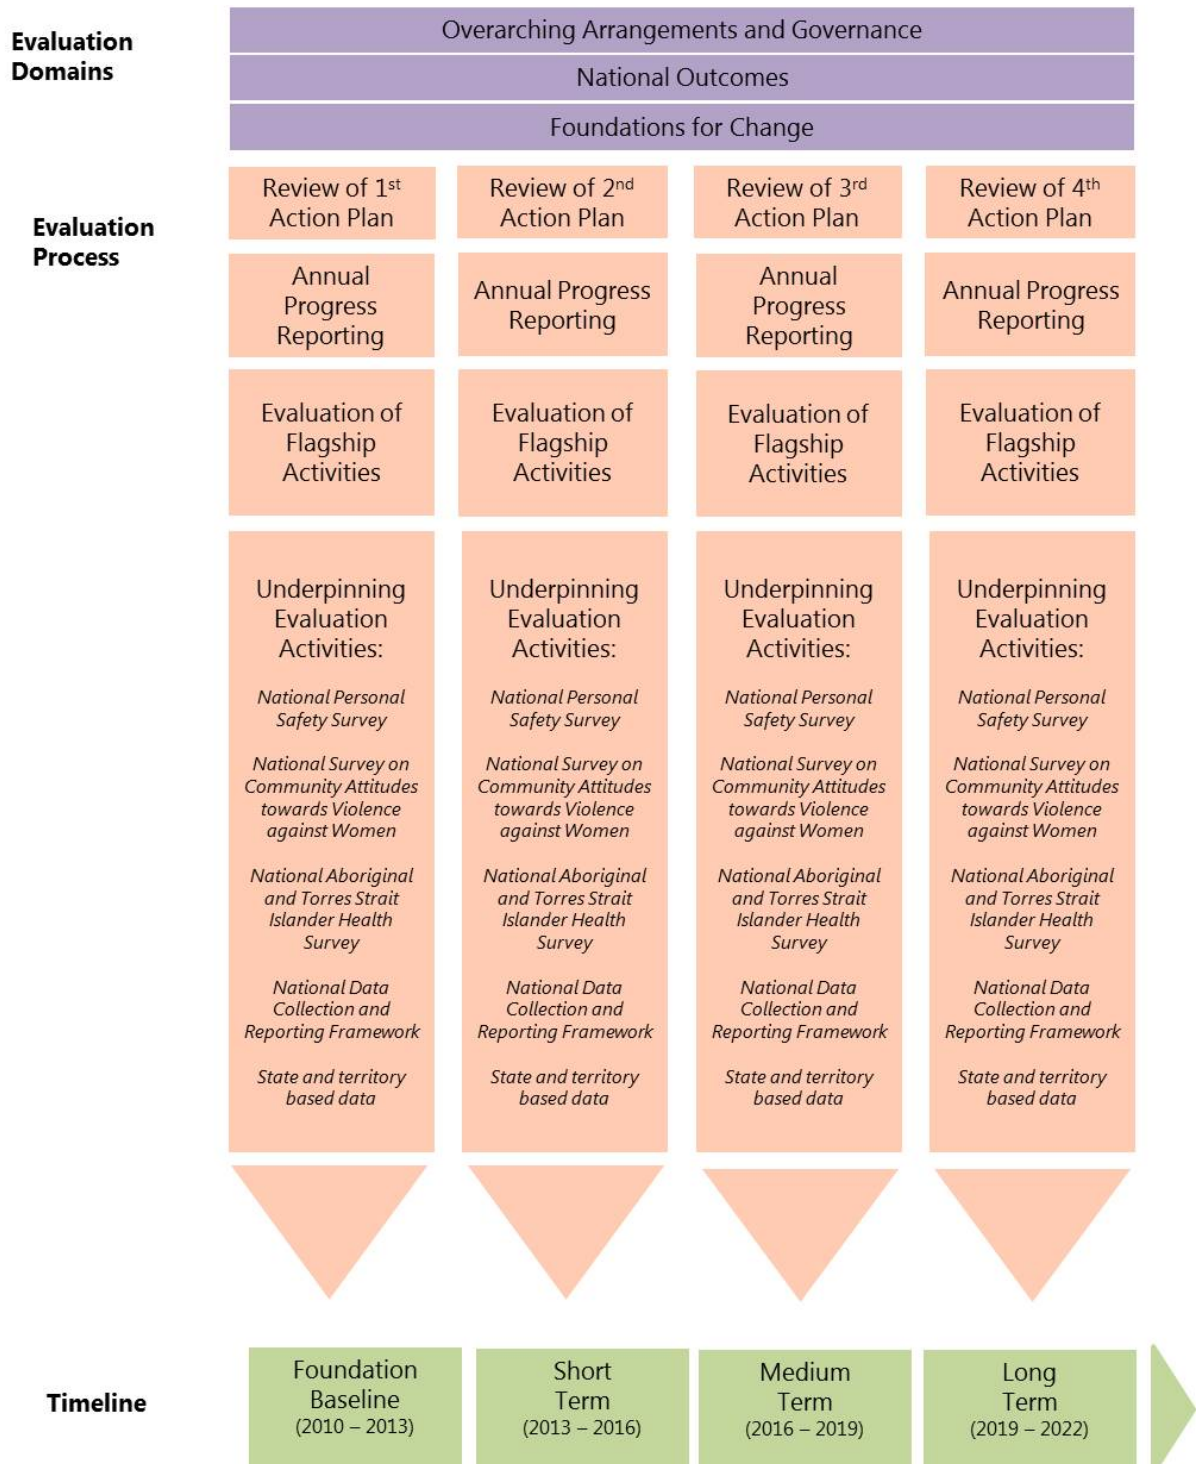 Evaluation
Domains
Overarching Arrangements and Governance
National Outcomes
Foundations for Change
Evaluation
Process
Review of 1st
Action Plan
Review of 2nd
Action Plan
Review of 3rd
Action Plan
Review of 4th
Action Plan
Annual
Progress
Reporting
Annual Progress
Reporting
Annual
Progress
Reporting
Annual Progress
Reporting
Evaluation of
Flagship
Activities
Evaluation of
Flagship
Activities
Evaluation of
Flagship
Activities
Evaluation of
Flagship
Activities
Underpinning
Evaluation
Activities:
National Personal
Safety Survey
National Survey on
Community Attitudes
towards Violence
against Women
National Aboriginal
and Torres Strait
Islander Health
Survey
National Data
Collection and
Reporting Framework
State and territory
based data
Underpinning
Evaluation
Activities:
National Personal
Safety Survey
National Survey on
Community Attitudes
towards Violence
against Women
National Aboriginal
and Torres Strait
Islander Health
Survey
National Data
Collection and
Reporting Framework
State and territory
based data
Underpinning
Evaluation
Activities:
National Personal
Safety Survey
National Survey on
Community Attitudes
towards Violence
against Women
National Aboriginal
and Torres Strait
Islander Health
Survey
National Data
Collection and
Reporting Framework
State and territory
based data
Underpinning
Evaluation
Activities:
National Personal
Safety Survey
National Survey on
Community Attitudes
towards Violence
against Women
National Aboriginal
and Torres Strait
Islander Health
Survey
National Data
Collection and
Reporting Framework
State and territory
based data
Timeline
Foundation
Baseline
(2010 – 2013)
Short
Term
(2013 – 2016)
Medium
Term
(2016 – 2019)
Long
Term
(2019 – 2022)